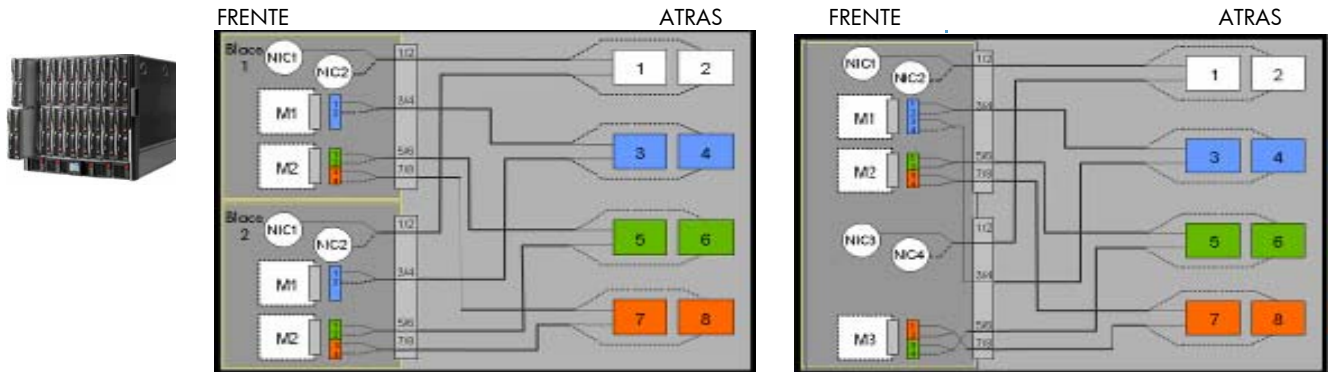 FRENTE ATRAS
Blace 1
NIC1
NIC2
1/2
M1
3/4
M2
5/6
7/8
Blace 2
NIC1
NIC2
1/2
M1
3/4
M2
5/6
7/8
1 2
3 4
5 6
7 8
FRENTE ATRAS
NIC1
NIC2
1/2
M1
3/4
M2
5/6
7/8
NIC3
NIC4
1/2
3/4
M3
5/6
7/8
1 2
3 4
5 6
7 8